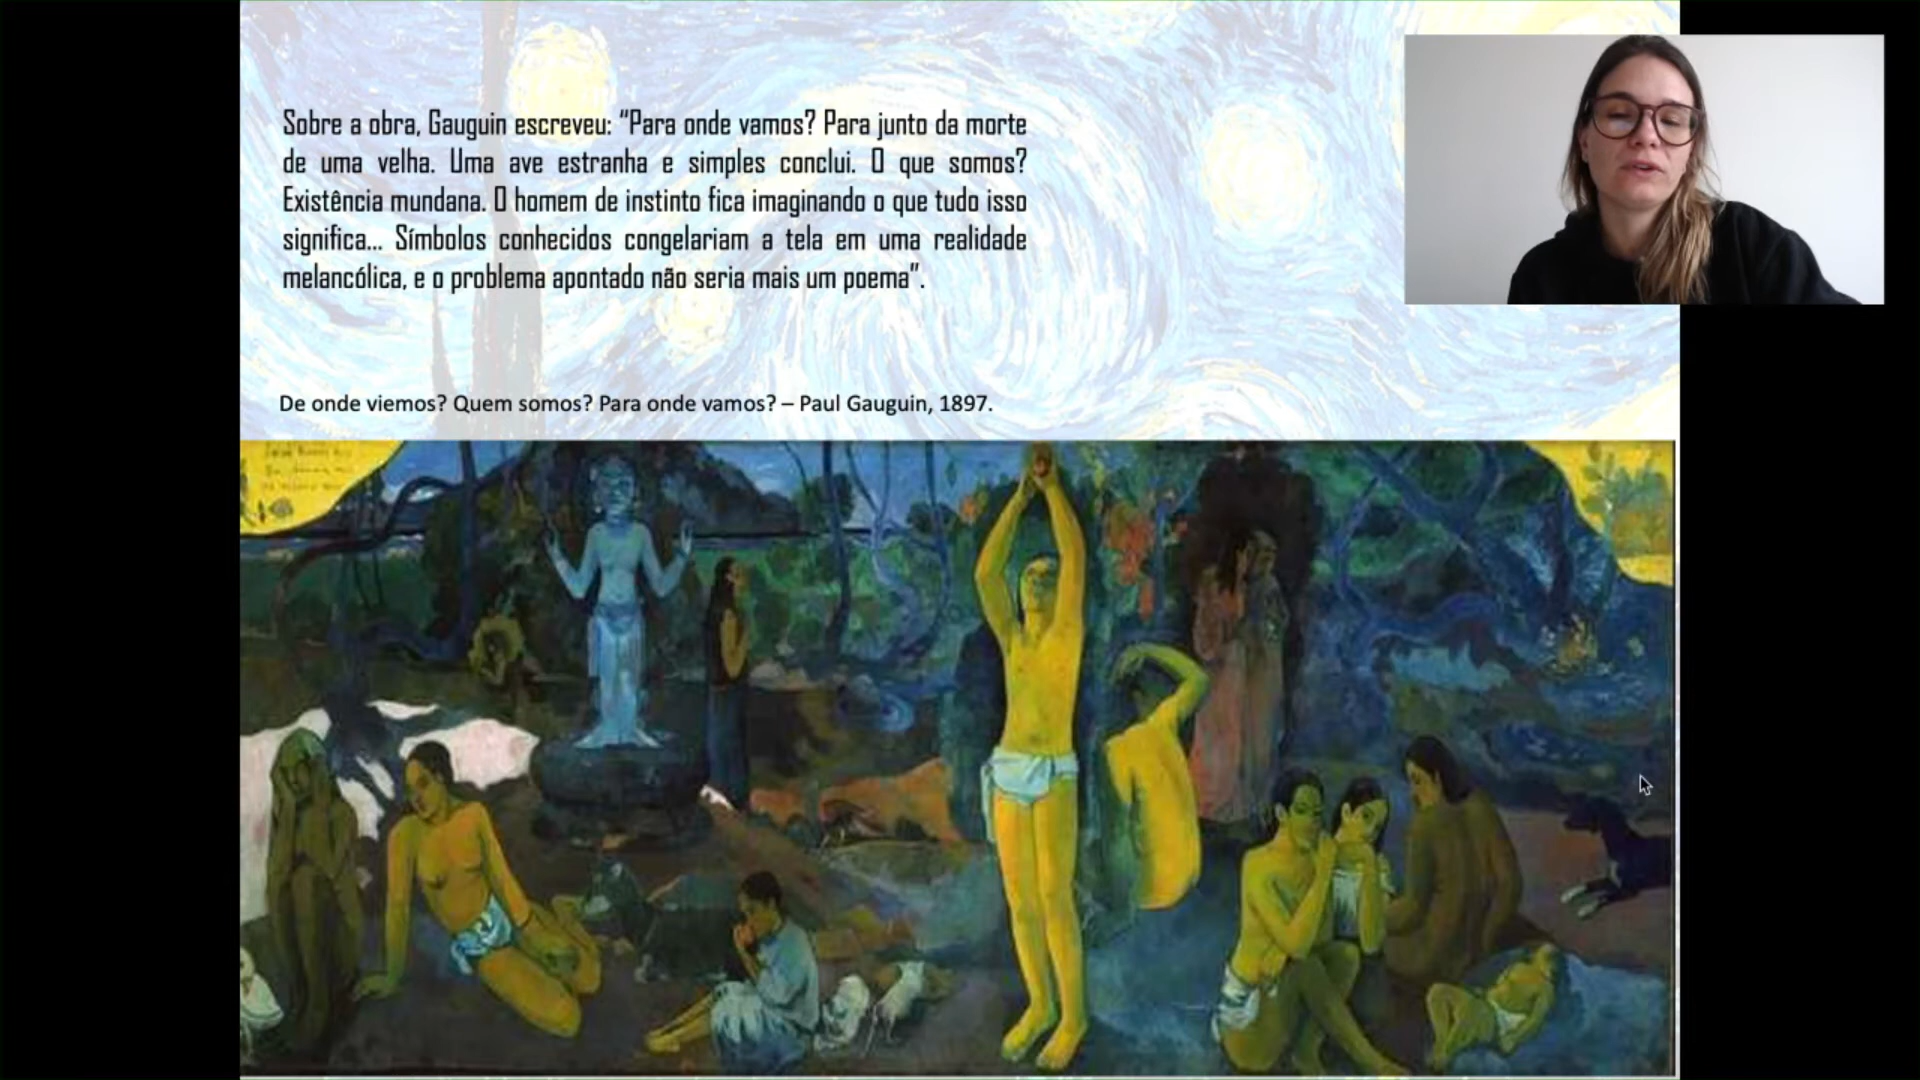 Sobre a obra, Gauguin escreveu: “Para onde vamos? Para junto da morte
de uma velha. Uma ave estranha e simples conclui. O que somos?
Existência mundana. O homem de instinto fica imaginando o que tudo isso
significa... Símbolos conhecidos congelariam a tela em uma realidade
melancólica, e o problema apontado não seria mais um poema”.
De onde viemos? Quem somos? Para onde vamos? – Paul Gauguin, 1897.